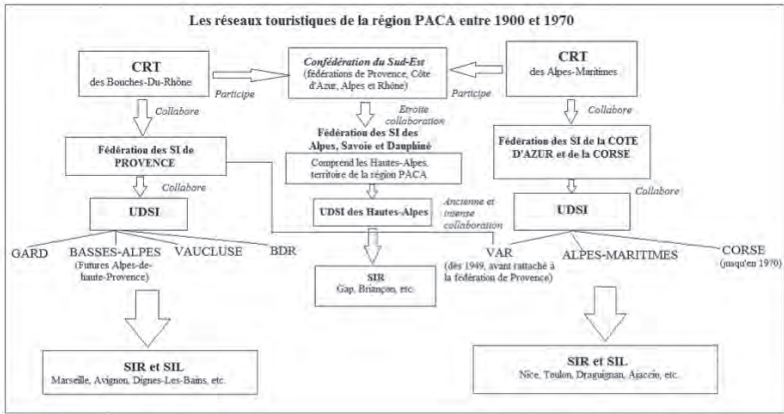 Les réseaux touristiques de la région PACA entre 1900 et 1970
CRT
des Bouches-Du-Rhône
Participe
Confédération du Sud-Est
(fédérations de Provence, Côte
d'Azur, Alpes et Rhône)
Participe
CRT
des Alpes-Maritimes
Collabore
Etroite
collaboration
Collabore
Fédération des SI de
PROVENCE
Fédération des SI des
Alpes, Savoie et Dauphiné
Comprend les Hautes-Alpes,
territoire de la région PACA
Fédération des SI de la COTE
D'AZUR et de la CORSE
Collabore
Collabore
UDSI
UDSI des Hautes-Alpes
Ancienne et
intense
collaboration
UDSI
GARD
BASSES-ALPES
(Futures Alpes-de-
haute-Provence)
VAUCLUSE
BDR
VAR
(dès 1949, avant rattaché à
la fédération de Provence)
ALPES-MARITIMES
CORSE
(jusqu'en 1970)
SIR
Gap, Briançon, etc.
SIR et SIL
Marseille, Avignon, Dignes-Les-Bains, etc.
SIR et SIL
Nice, Toulon, Draguignan, Ajaccio, etc.